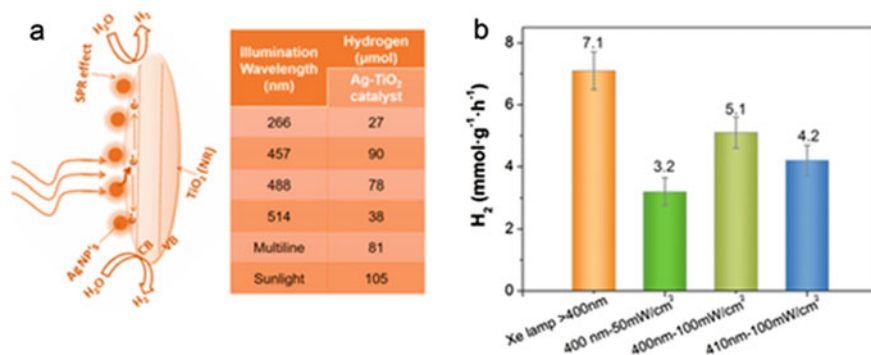 a
H₂O
H₂
SPR effect
TiO₂ (NR)
Ag NP's
CB
VB
e⁻
H₂O
H₂
Illumination Wavelength (nm)
Hydrogen (μmol)
Ag-TiO₂ catalyst
266 27
457 90
488 78
514 38
Multiline 81
Sunlight 105
b
H₂ (mmol·g⁻¹·h⁻¹)
8
6
4
2
0
7.1
3.2
5.1
4.2
Xe lamp >400nm
400 nm-50mW/cm³
400nm-100mW/cm³
410nm-100mW/cm³